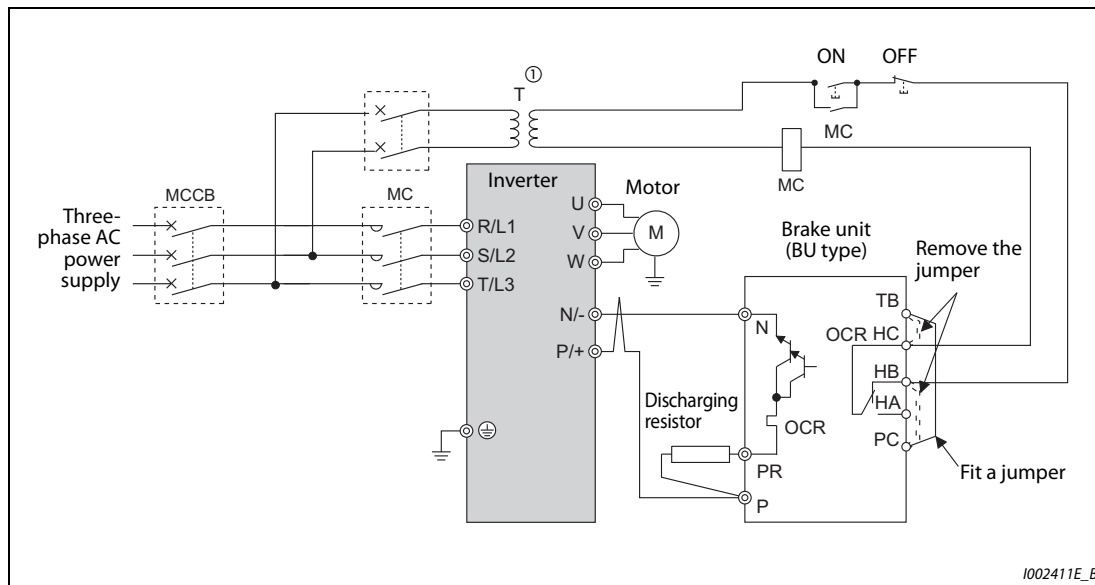 ①
T
ON
OFF
MC
MC
MCCB
MC
Three-
phase AC
power
supply
Inverter
R/L1
S/L2
T/L3
U
V
W
N/-
P/+
Motor
M
Brake unit
(BU type)
Remove the
jumper
TB
OCR HC
HB
HA
PC
N
OCR
PR
P
Discharging
resistor
Fit a jumper
I002411E_B